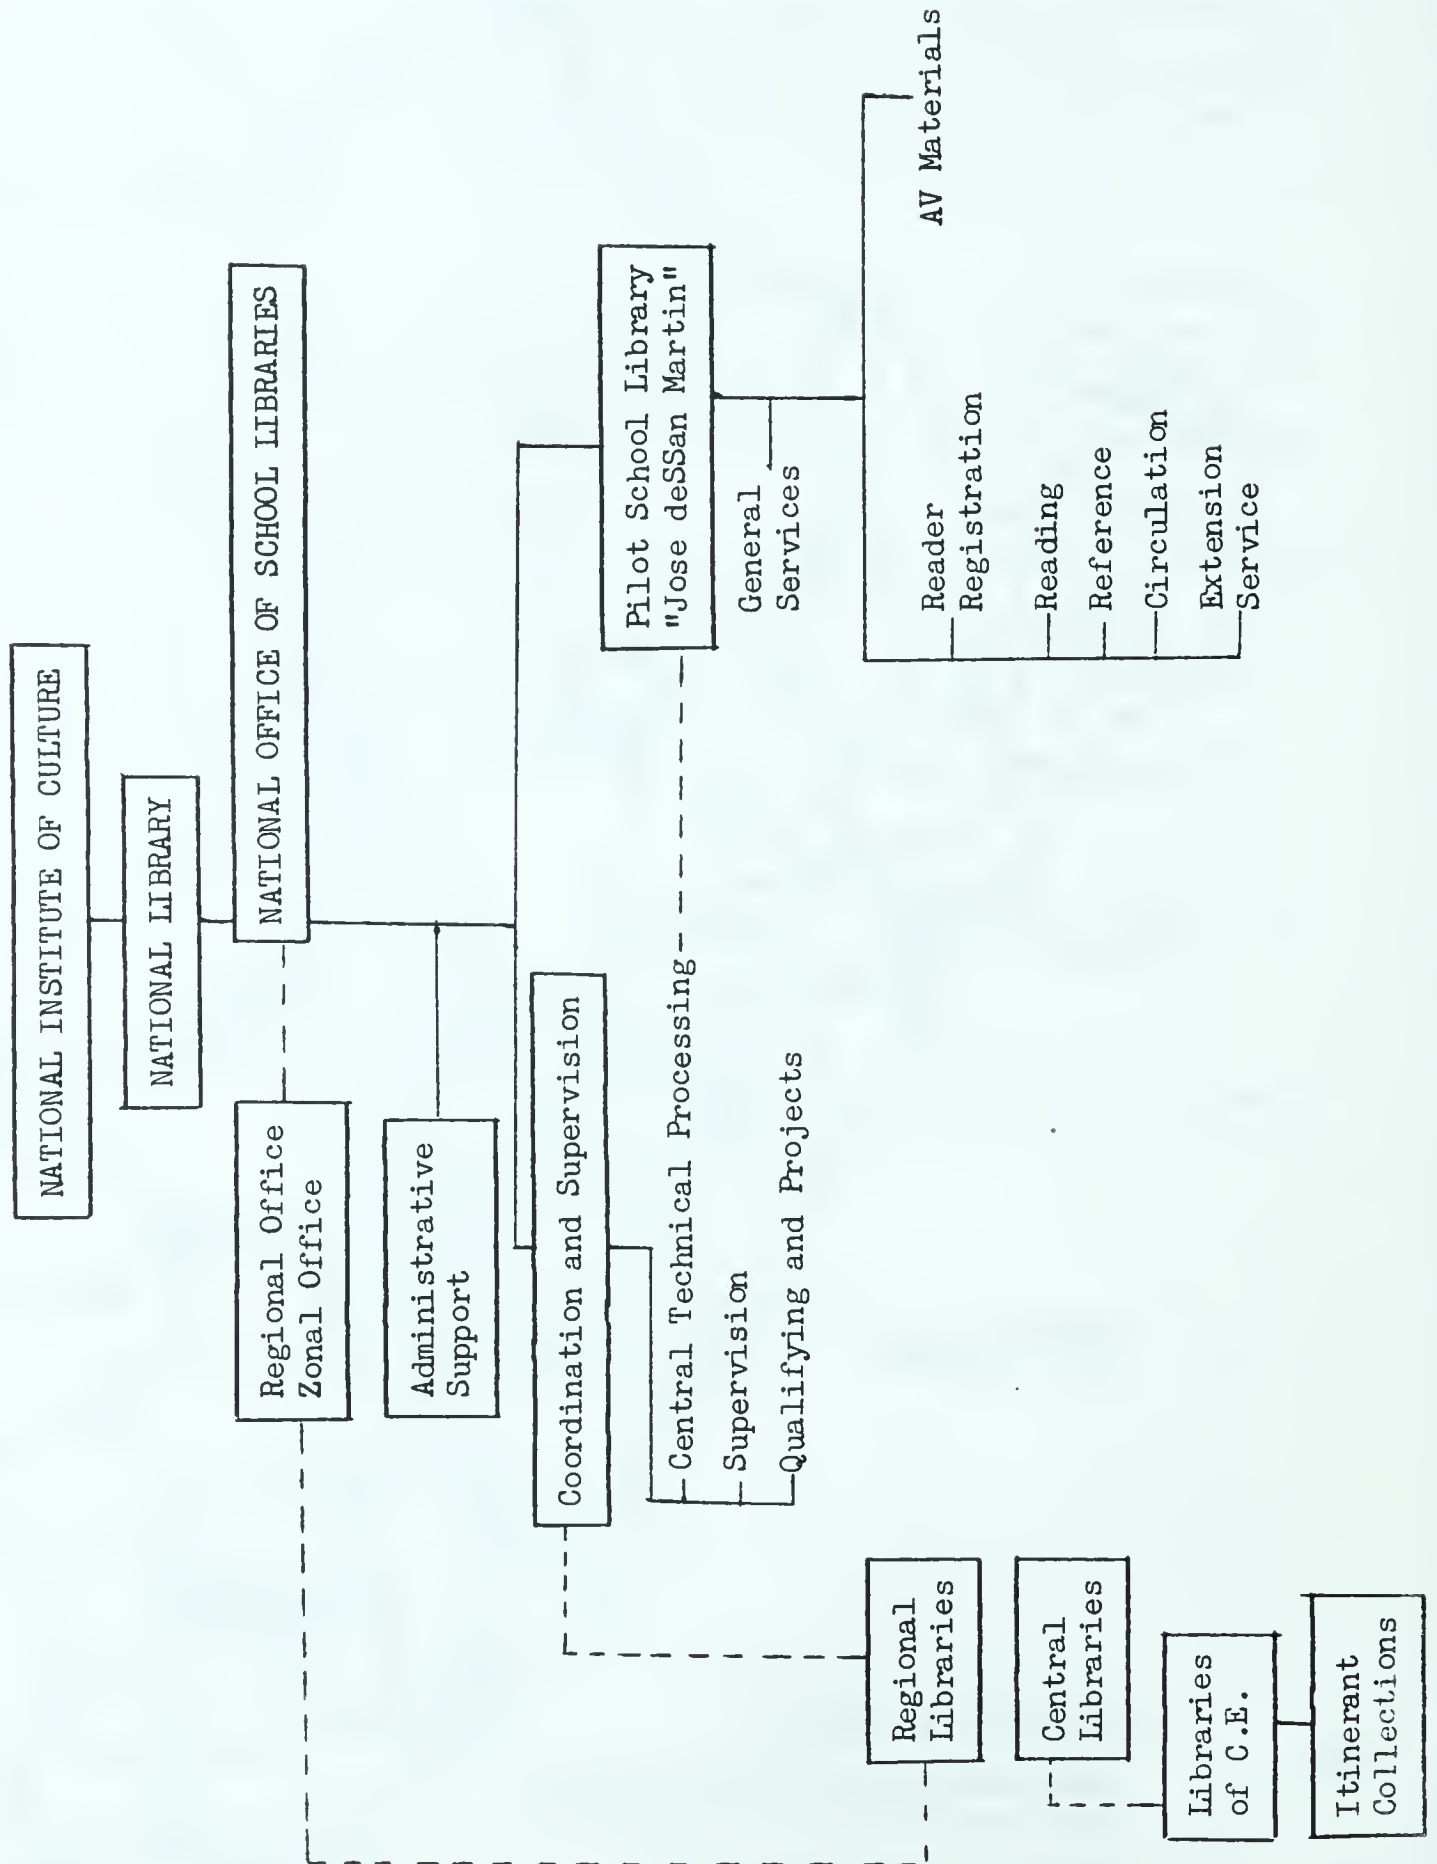 NATIONAL INSTITUTE OF CULTURE
NATIONAL LIBRARY
NATIONAL OFFICE OF SCHOOL LIBRARIES
Regional Office
Zonal Office
Administrative
Support
Coordination and Supervision
Central Technical Processing
Supervision
Qualifying and Projects
Pilot School Library
"Jose deSSan Martin"
General
Services
AV Materials
Reader
Registration
Reading
Reference
Circulation
Extension
Service
Regional
Libraries
Central
Libraries
Libraries
of C.E.
Itinerant
Collections